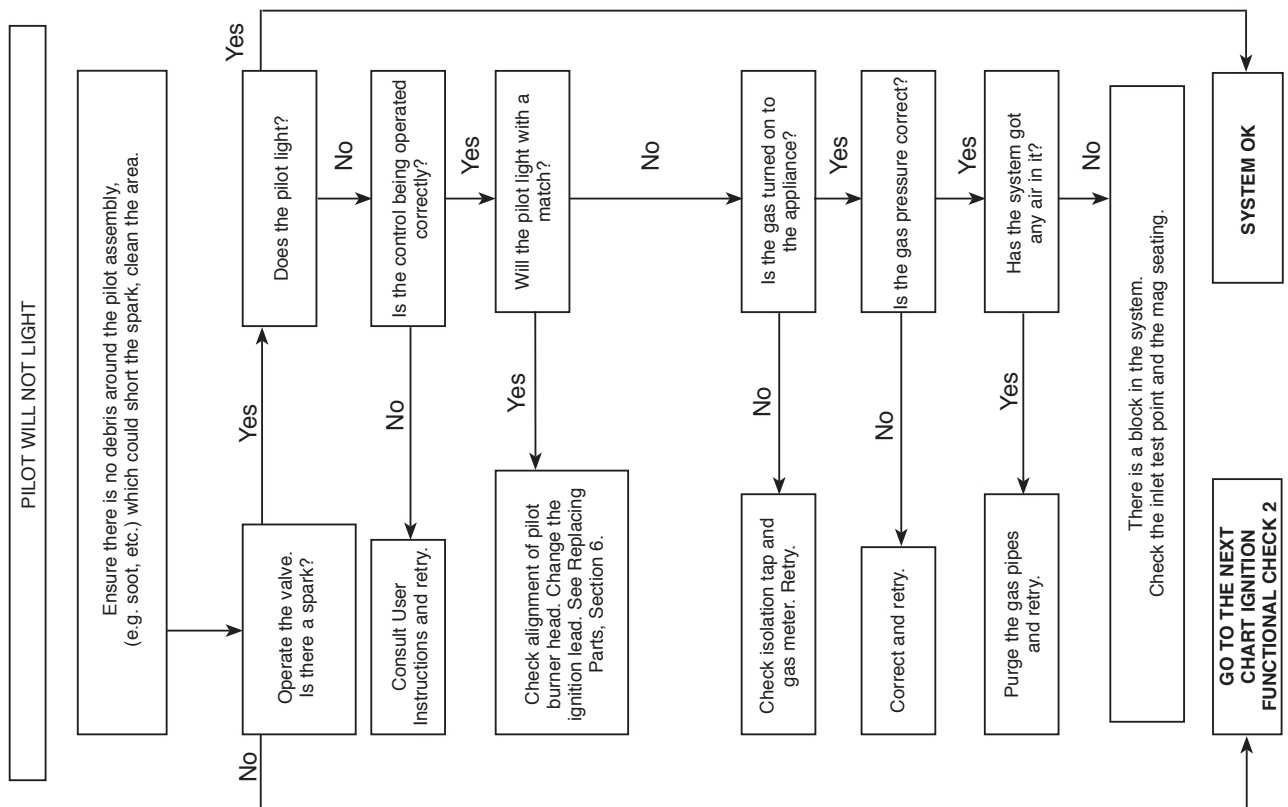 PILOT WILL NOT LIGHT
Ensure there is no debris around the pilot assembly,
(e.g. soot, etc.) which could short the spark, clean the area.
Operate the valve.
Is there a spark?
Yes
No
Does the pilot light?
Yes
No
Is the control being operated
correctly?
No
Consult User
Instructions and retry.
Yes
Will the pilot light with a
match?
Yes
Check alignment of pilot
burner head. Change the
ignition lead. See Replacing
Parts, Section 6.
No
Is the gas turned on to
the appliance?
No
Check isolation tap and
gas meter. Retry.
Yes
Is the gas pressure correct?
No
Correct and retry.
Yes
Has the system got
any air in it?
Yes
Purge the gas pipes
and retry.
No
There is a block in the system.
Check the inlet test point and the mag seating.
GO TO THE NEXT
CHART IGNITION
FUNCTIONAL CHECK 2
SYSTEM OK